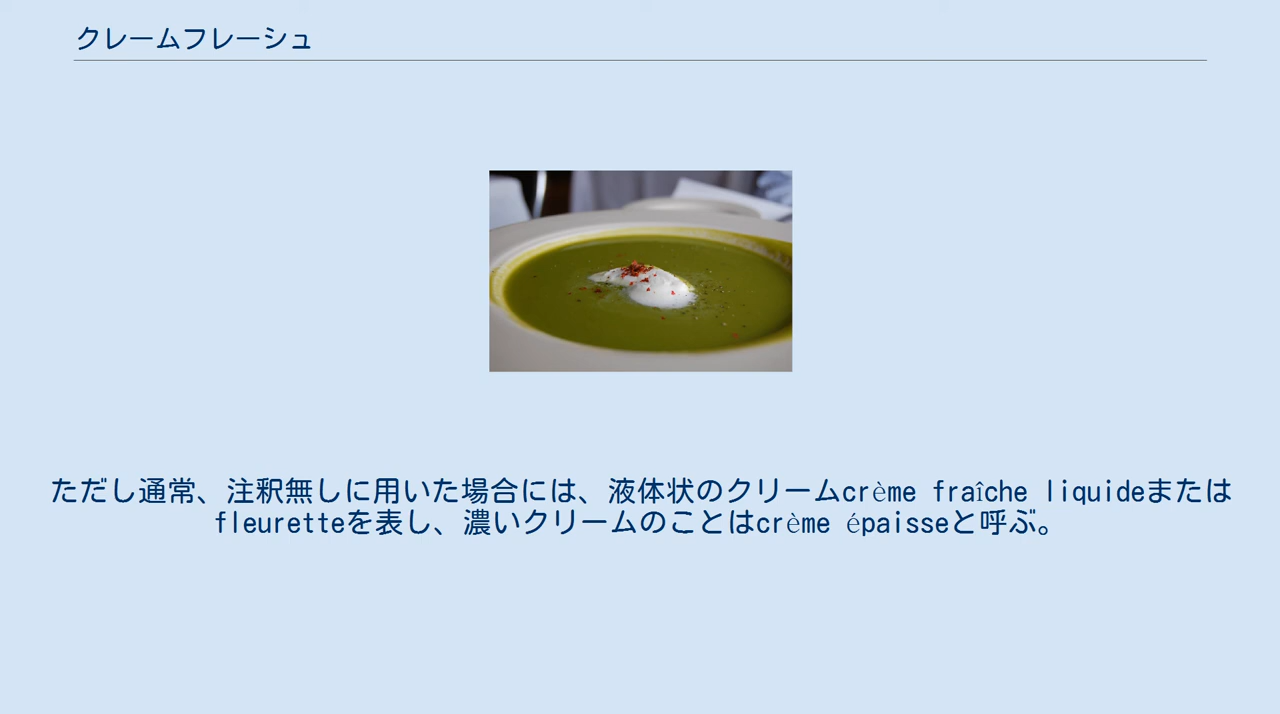 クレームフレーシュ
ただし通常、注釈無しに用いた場合には、液体状のクリームcrème fraîche liquideまたは
fleuretteを表し、濃いクリームのことはcrème épaisseと呼ぶ。